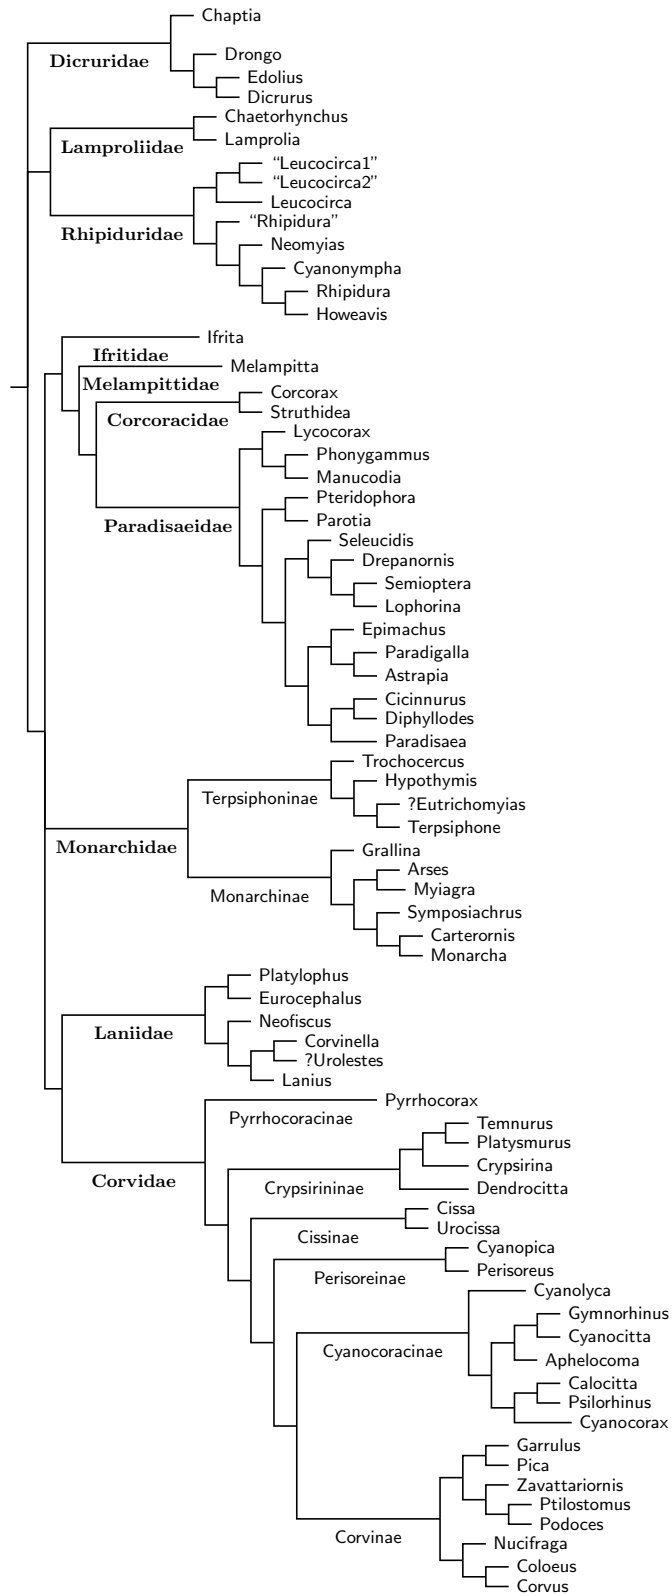 Chaptia
Dicruridae
Drongo
Edolius
Dicrurus
Chaetorhynchus
Lamproliidae
Lamprolia
“Leucocirca1”
“Leucocirca2”
Leucocirca
“Rhipidura”
Rhipiduridae
Neomyias
Cyanonympha
Rhipidura
Howeavis
Ifrita
Ifritidae
Melampitta
Melampittidae
Corcorax
Corcoracidae
Struthidea
Lycocorax
Phonygammus
Manucodia
Pteridophora
Paradisaeidae
Parotia
Seleucidis
Drepanornis
Semioptera
Lophorina
Epimachus
Paradigalla
Astrapia
Cicinnurus
Diphyllodes
Paradisaea
Trochocercus
Hypothymis
Terpsiphoninae
?Eutrichomyias
Terpsiphone
Monarchidae
Grallina
Arses
Myiagra
Monarchinae
Symposiachrus
Carterornis
Monarcha
Platylophus
Eurocephalus
Neofiscus
Laniidae
Corvinella
?Urolestes
Lanius
Pyrrhocorax
Pyrrhocoracinae
Temnurus
Platysmurus
Crypsirina
Corvidae
Crypsirininae
Dendrocitta
Cissa
Urocissa
Cissinae
Cyanopica
Perisoreus
Perisoreinae
Cyanolyca
Gymnorhinus
Cyanocitta
Cyanocoracinae
Aphelocoma
Calocitta
Psilorhinus
Cyanocorax
Garrulus
Pica
Zavattariornis
Ptilostomus
Podoces
Corvinae
Nucifraga
Coloeus
Corvus